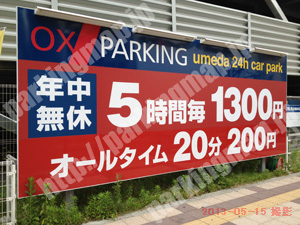 OX PARKING umeda 24h car park
年中
無休
5時間毎 1300円
オールタイム 20分 200円
2013-05-15 撮影